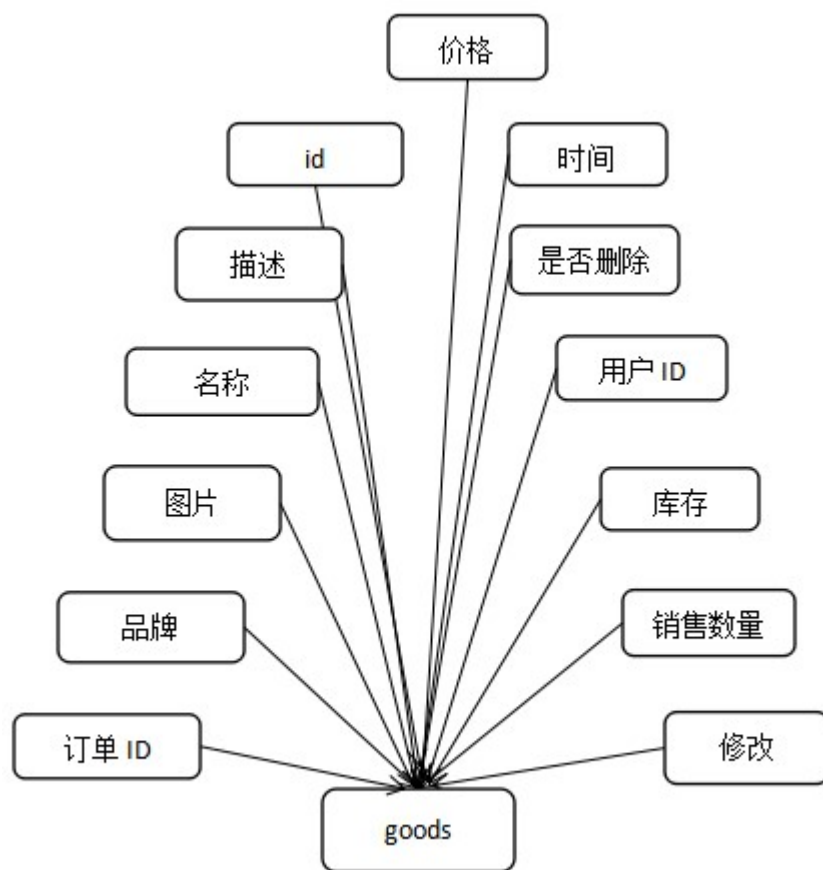 价格
id
时间
描述
是否删除
名称
用户 ID
图片
库存
品牌
销售数量
订单 ID
修改
goods